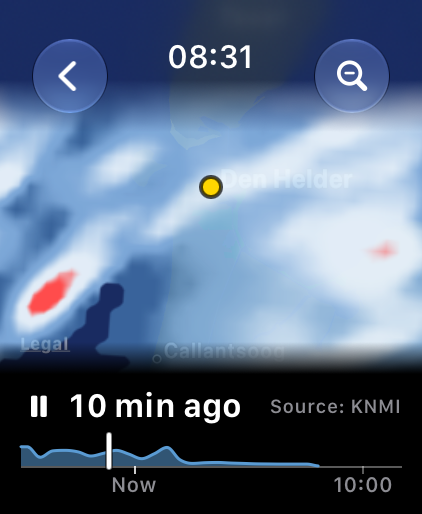 08:31
Den Helder
Legal
Callantsoog
10 min ago
Source: KNMI
Now
10:00